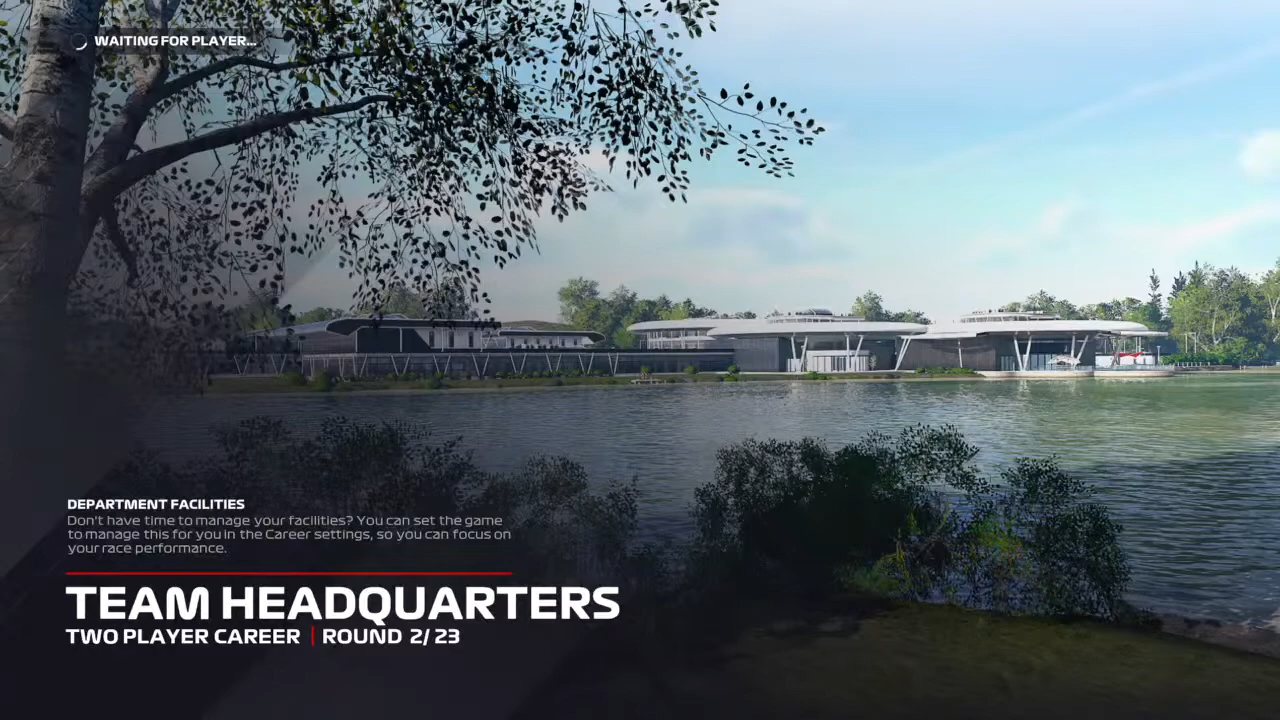 WAITING FOR PLAYER...
DEPARTMENT FACILITIES
Don't have time to manage your facilities? You can set the game
to manage this for you in the Career settings, so you can focus on
your race performance.
TEAM HEADQUARTERS
TWO PLAYER CAREER | ROUND 2/ 23